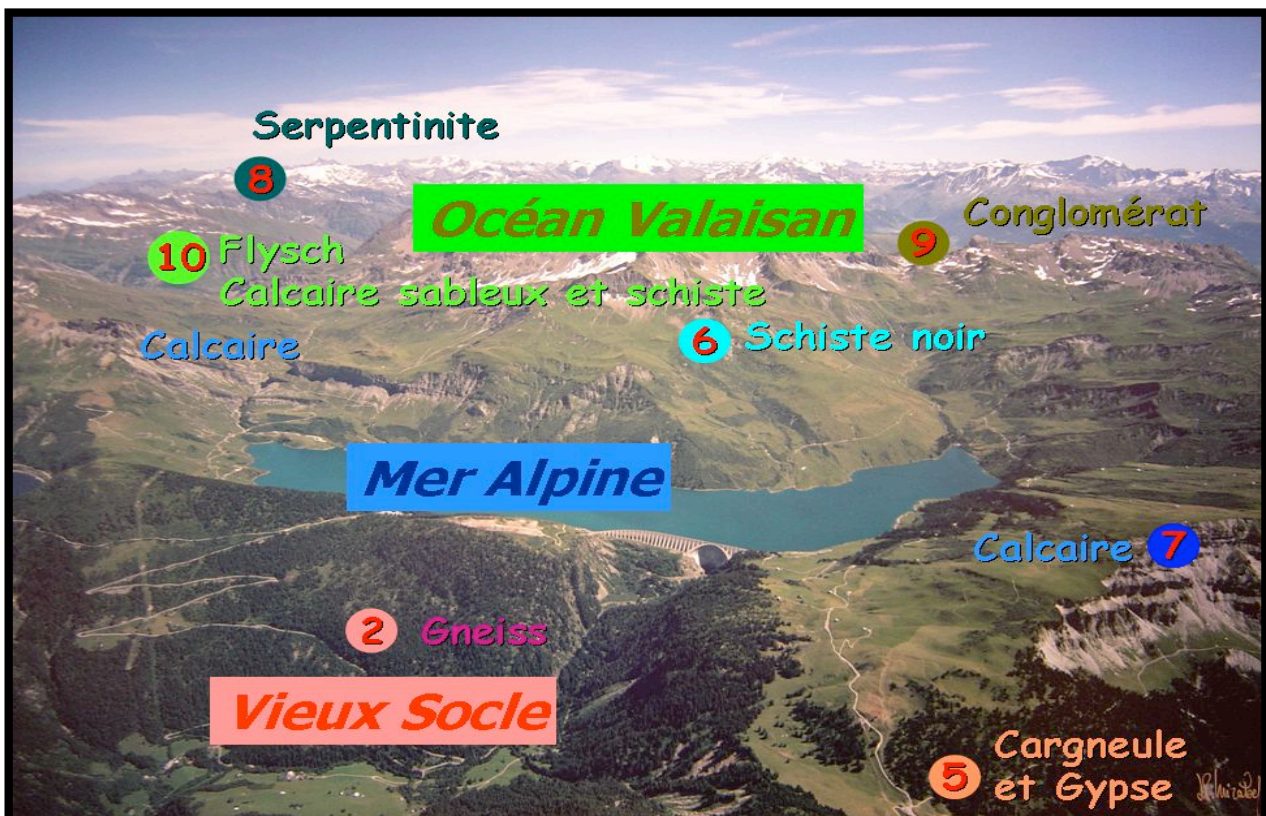 Serpentinite
8
Océan Valaisan
Conglomérat
9
10 Flysch
Calcaire sableux et schiste
Calcaire
6 Schiste noir
Mer Alpine
Calcaire 7
2 Gneiss
Vieux Socle
Cargneule
5 et Gypse